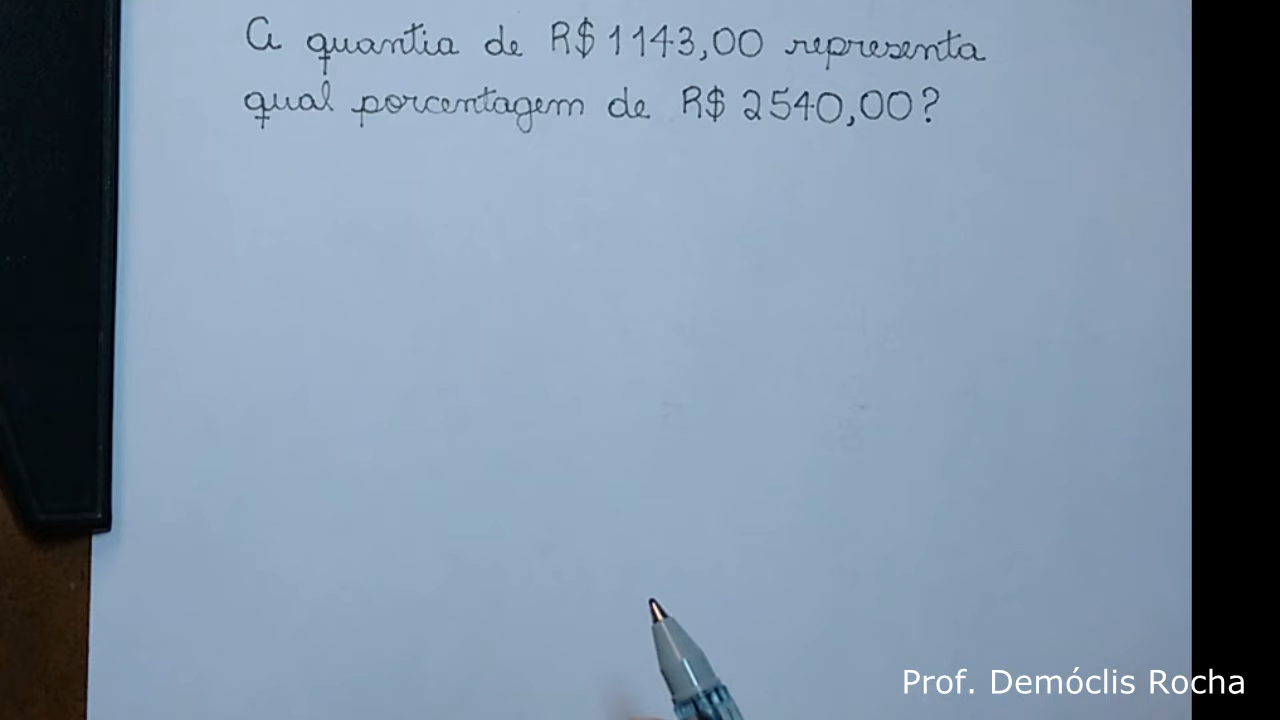 A quantia de R$ 1143,00 representa
qual porcentagem de R$ 2540,00?
Prof. Demóclis Rocha